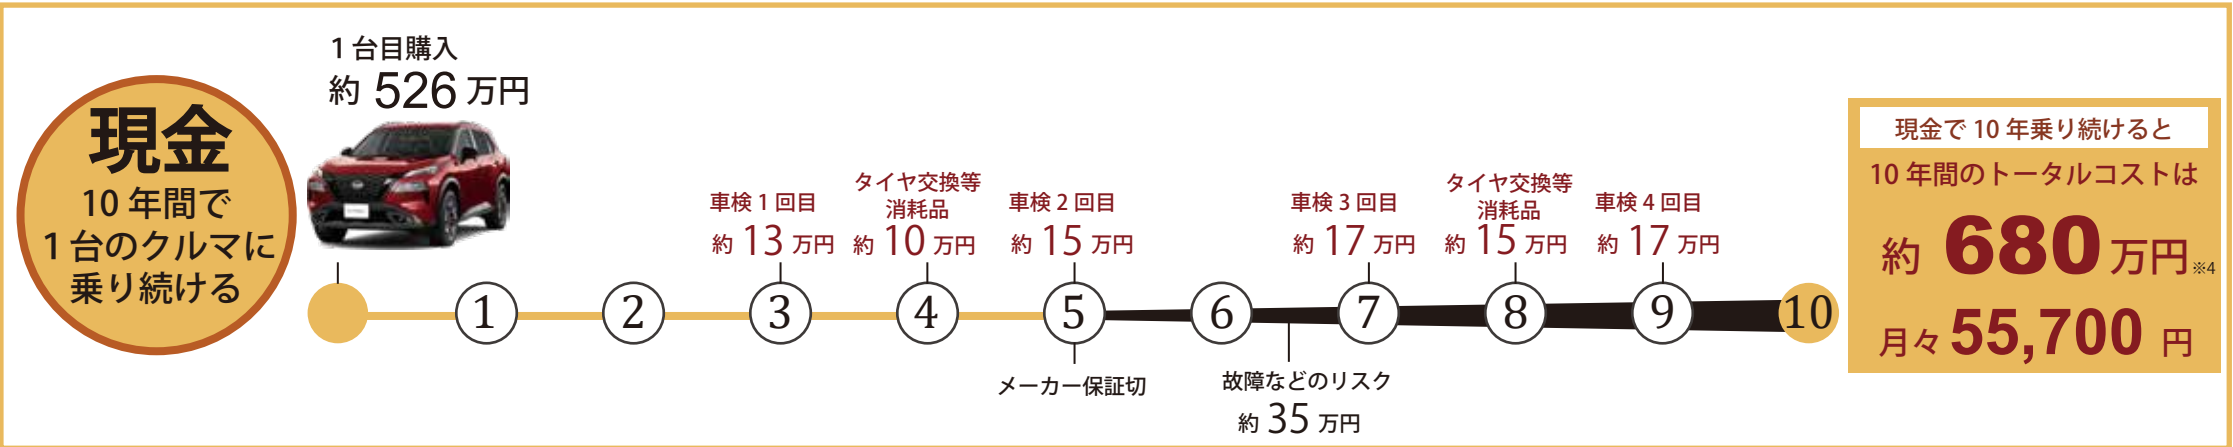 現金
10年間で
1台のクルマに
乗り続ける
1台目購入
約 526 万円
車検1回目
約 13 万円
タイヤ交換等
消耗品
約 10 万円
車検2回目
約 15 万円
車検3回目
約 17 万円
タイヤ交換等
消耗品
約 15 万円
車検4回目
約 17 万円
1 2 3 4 5 6 7 8 9 10
メーカー保証切
故障などのリスク
約 35 万円
現金で10年乗り続けると
10年間のトータルコストは
約 680 万円 ※4
月々 55,700 円